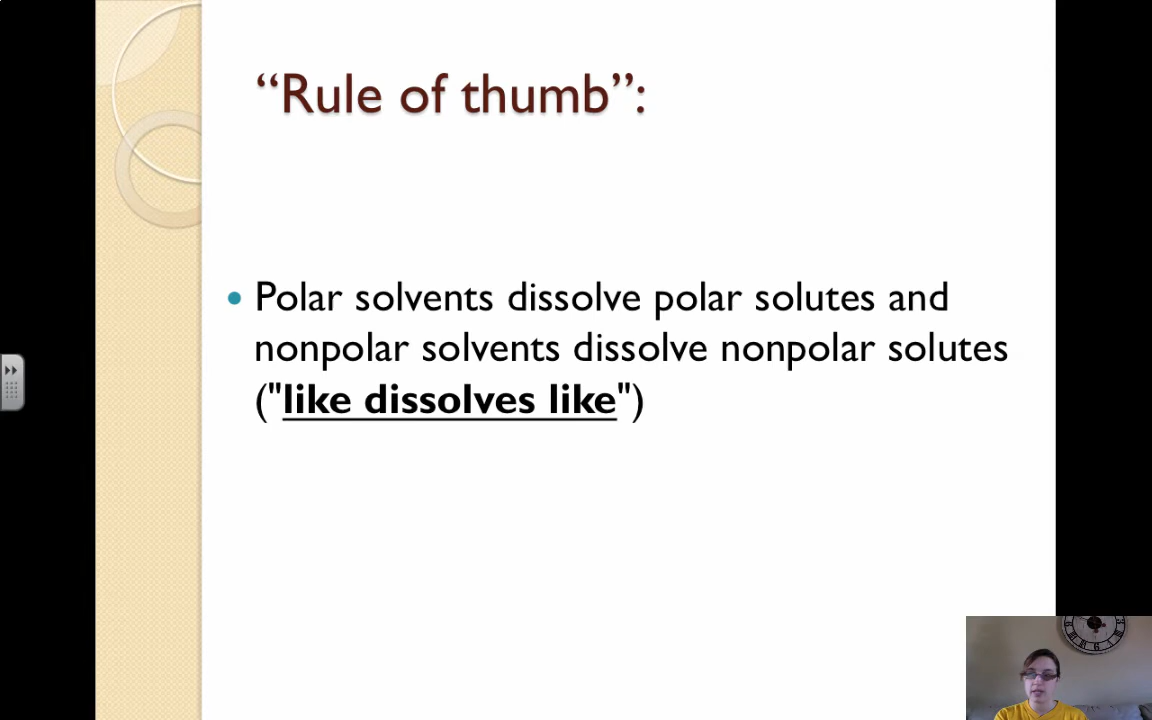 “Rule of thumb”:
• Polar solvents dissolve polar solutes and
nonpolar solvents dissolve nonpolar solutes
("like dissolves like")